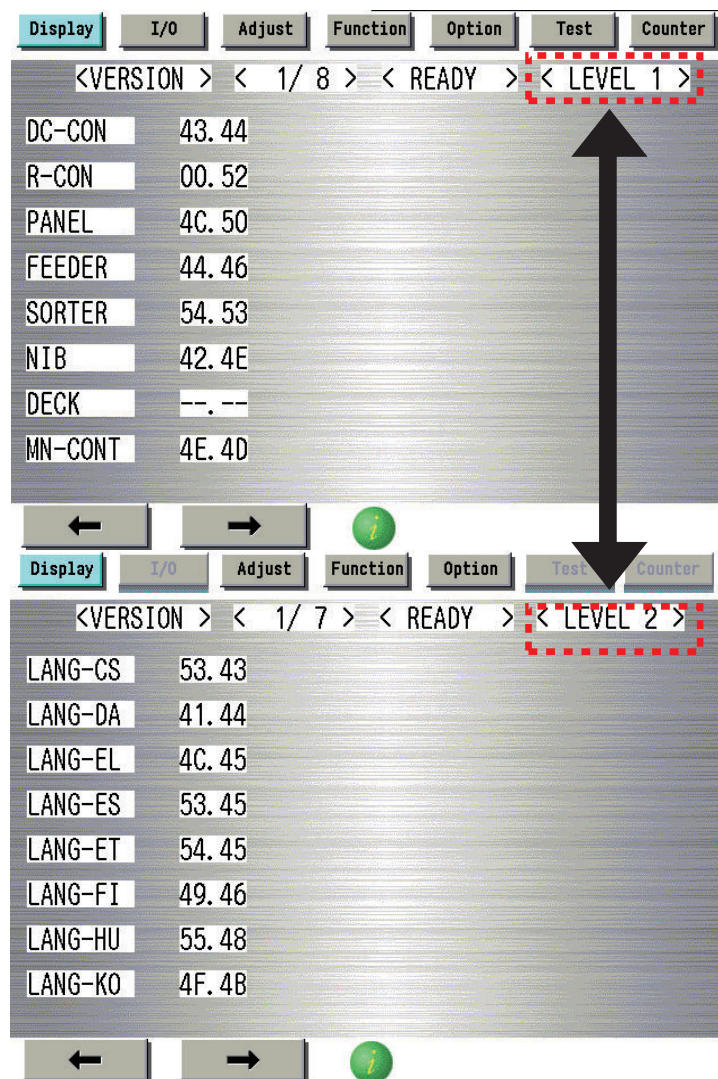 Display I/O Adjust Function Option Test Counter
<VERSION > < 1/ 8 > < READY > < LEVEL 1 >
DC-CON 43.44
R-CON 00.52
PANEL 4C.50
FEEDER 44.46
SORTER 54.53
NIB 42.4E
DECK --.--
MN-CONT 4E.4D
← → i
Display I/O Adjust Function Option Test Counter
<VERSION > < 1/ 7 > < READY > < LEVEL 2 >
LANG-CS 53.43
LANG-DA 41.44
LANG-EL 4C.45
LANG-ES 53.45
LANG-ET 54.45
LANG-FI 49.46
LANG-HU 55.48
LANG-KO 4F.4B
← → i